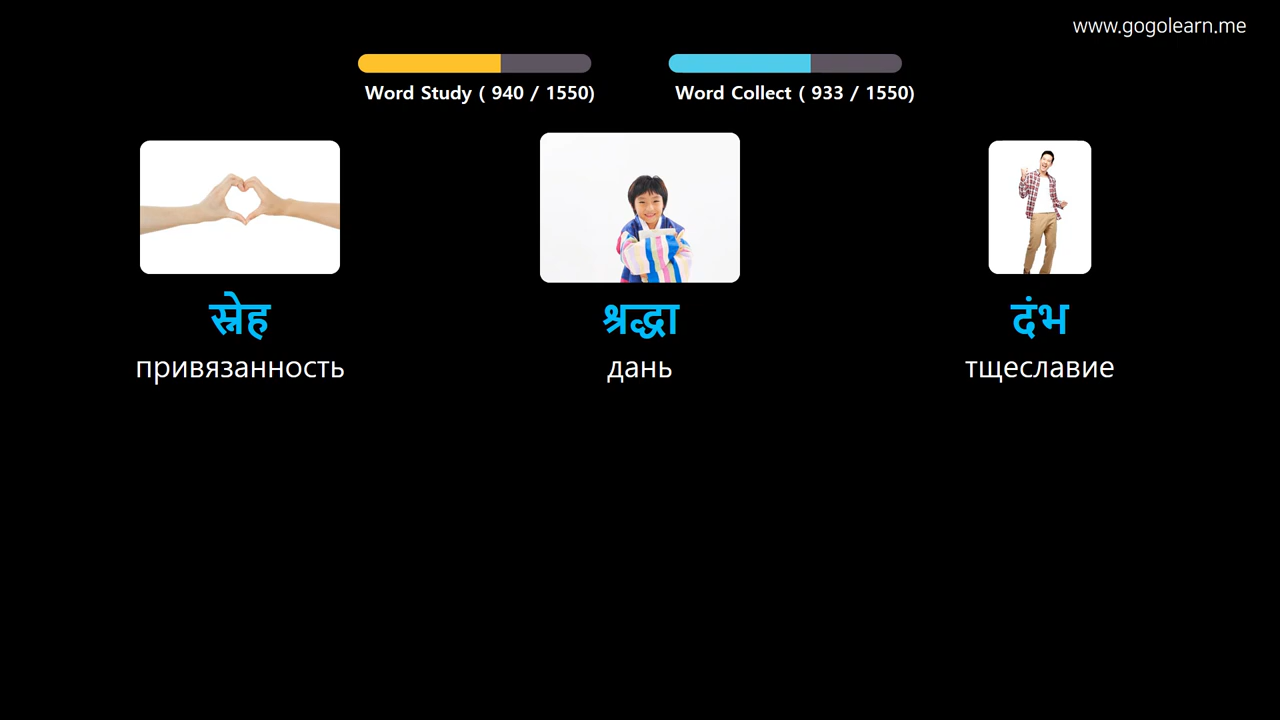 www.gogolearn.me
Word Study ( 940 / 1550)
Word Collect ( 933 / 1550)
स्नेह
श्रद्धा
दंभ
привязанность
дань
тщеславие